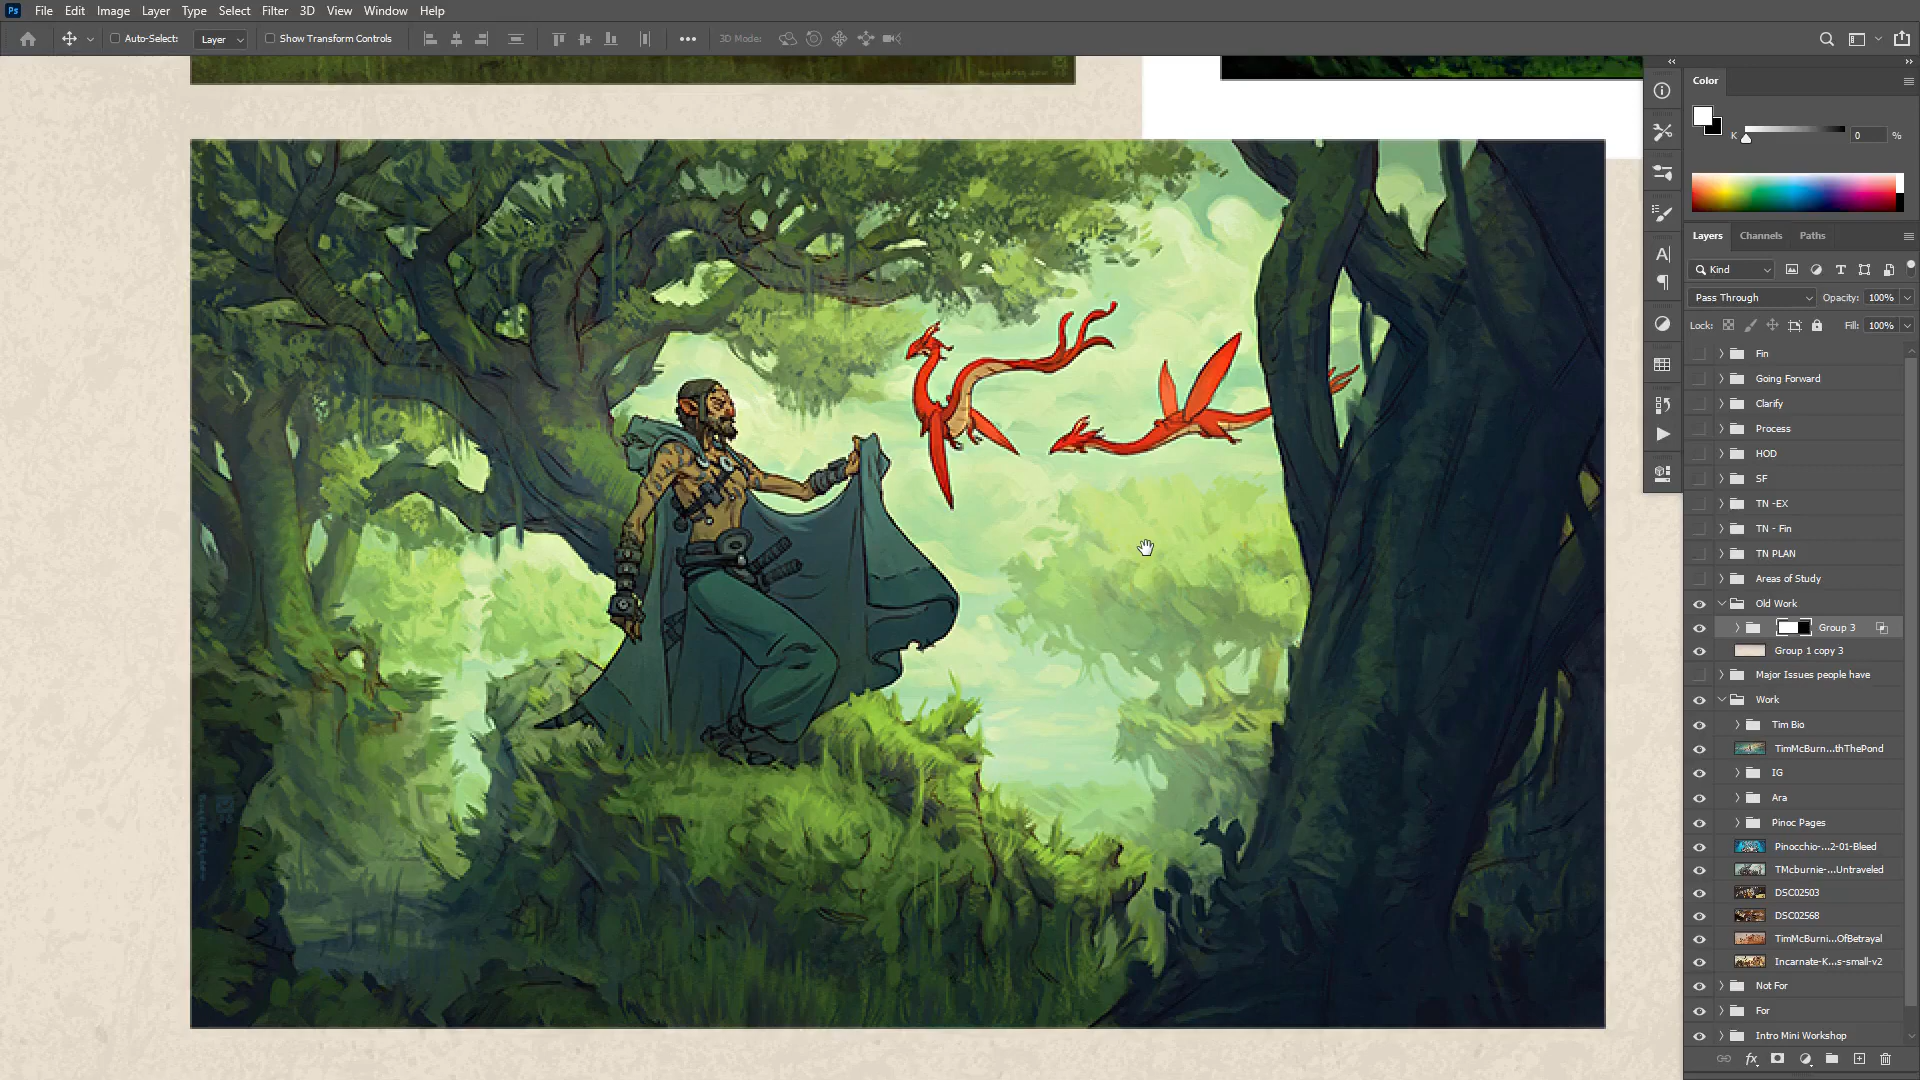 Ps File Edit Image Layer Type Select Filter 3D View Window Help
Auto-Select: Layer Show Transform Controls 3D Mode:
Color
K 0 %
Layers Channels Paths
Kind
Pass Through Opacity: 100%
Lock: Fill: 100%
Fin
Going Forward
Clarify
Process
HOD
SF
TN -EX
TN - Fin
TN PLAN
Areas of Study
Old Work
Group 3
Group 1 copy 3
Major Issues people have
Work
Tim Bio
TimMcBurn...thThePond
IG
Ara
Pinoc Pages
Pinocchio-...2-01-Bleed
TMcburnie-...Untraveled
DSC02503
DSC02568
TimMcBurni...OfBetrayal
Incarnate-K...s-small-v2
Not For
For
Intro Mini Workshop
fx